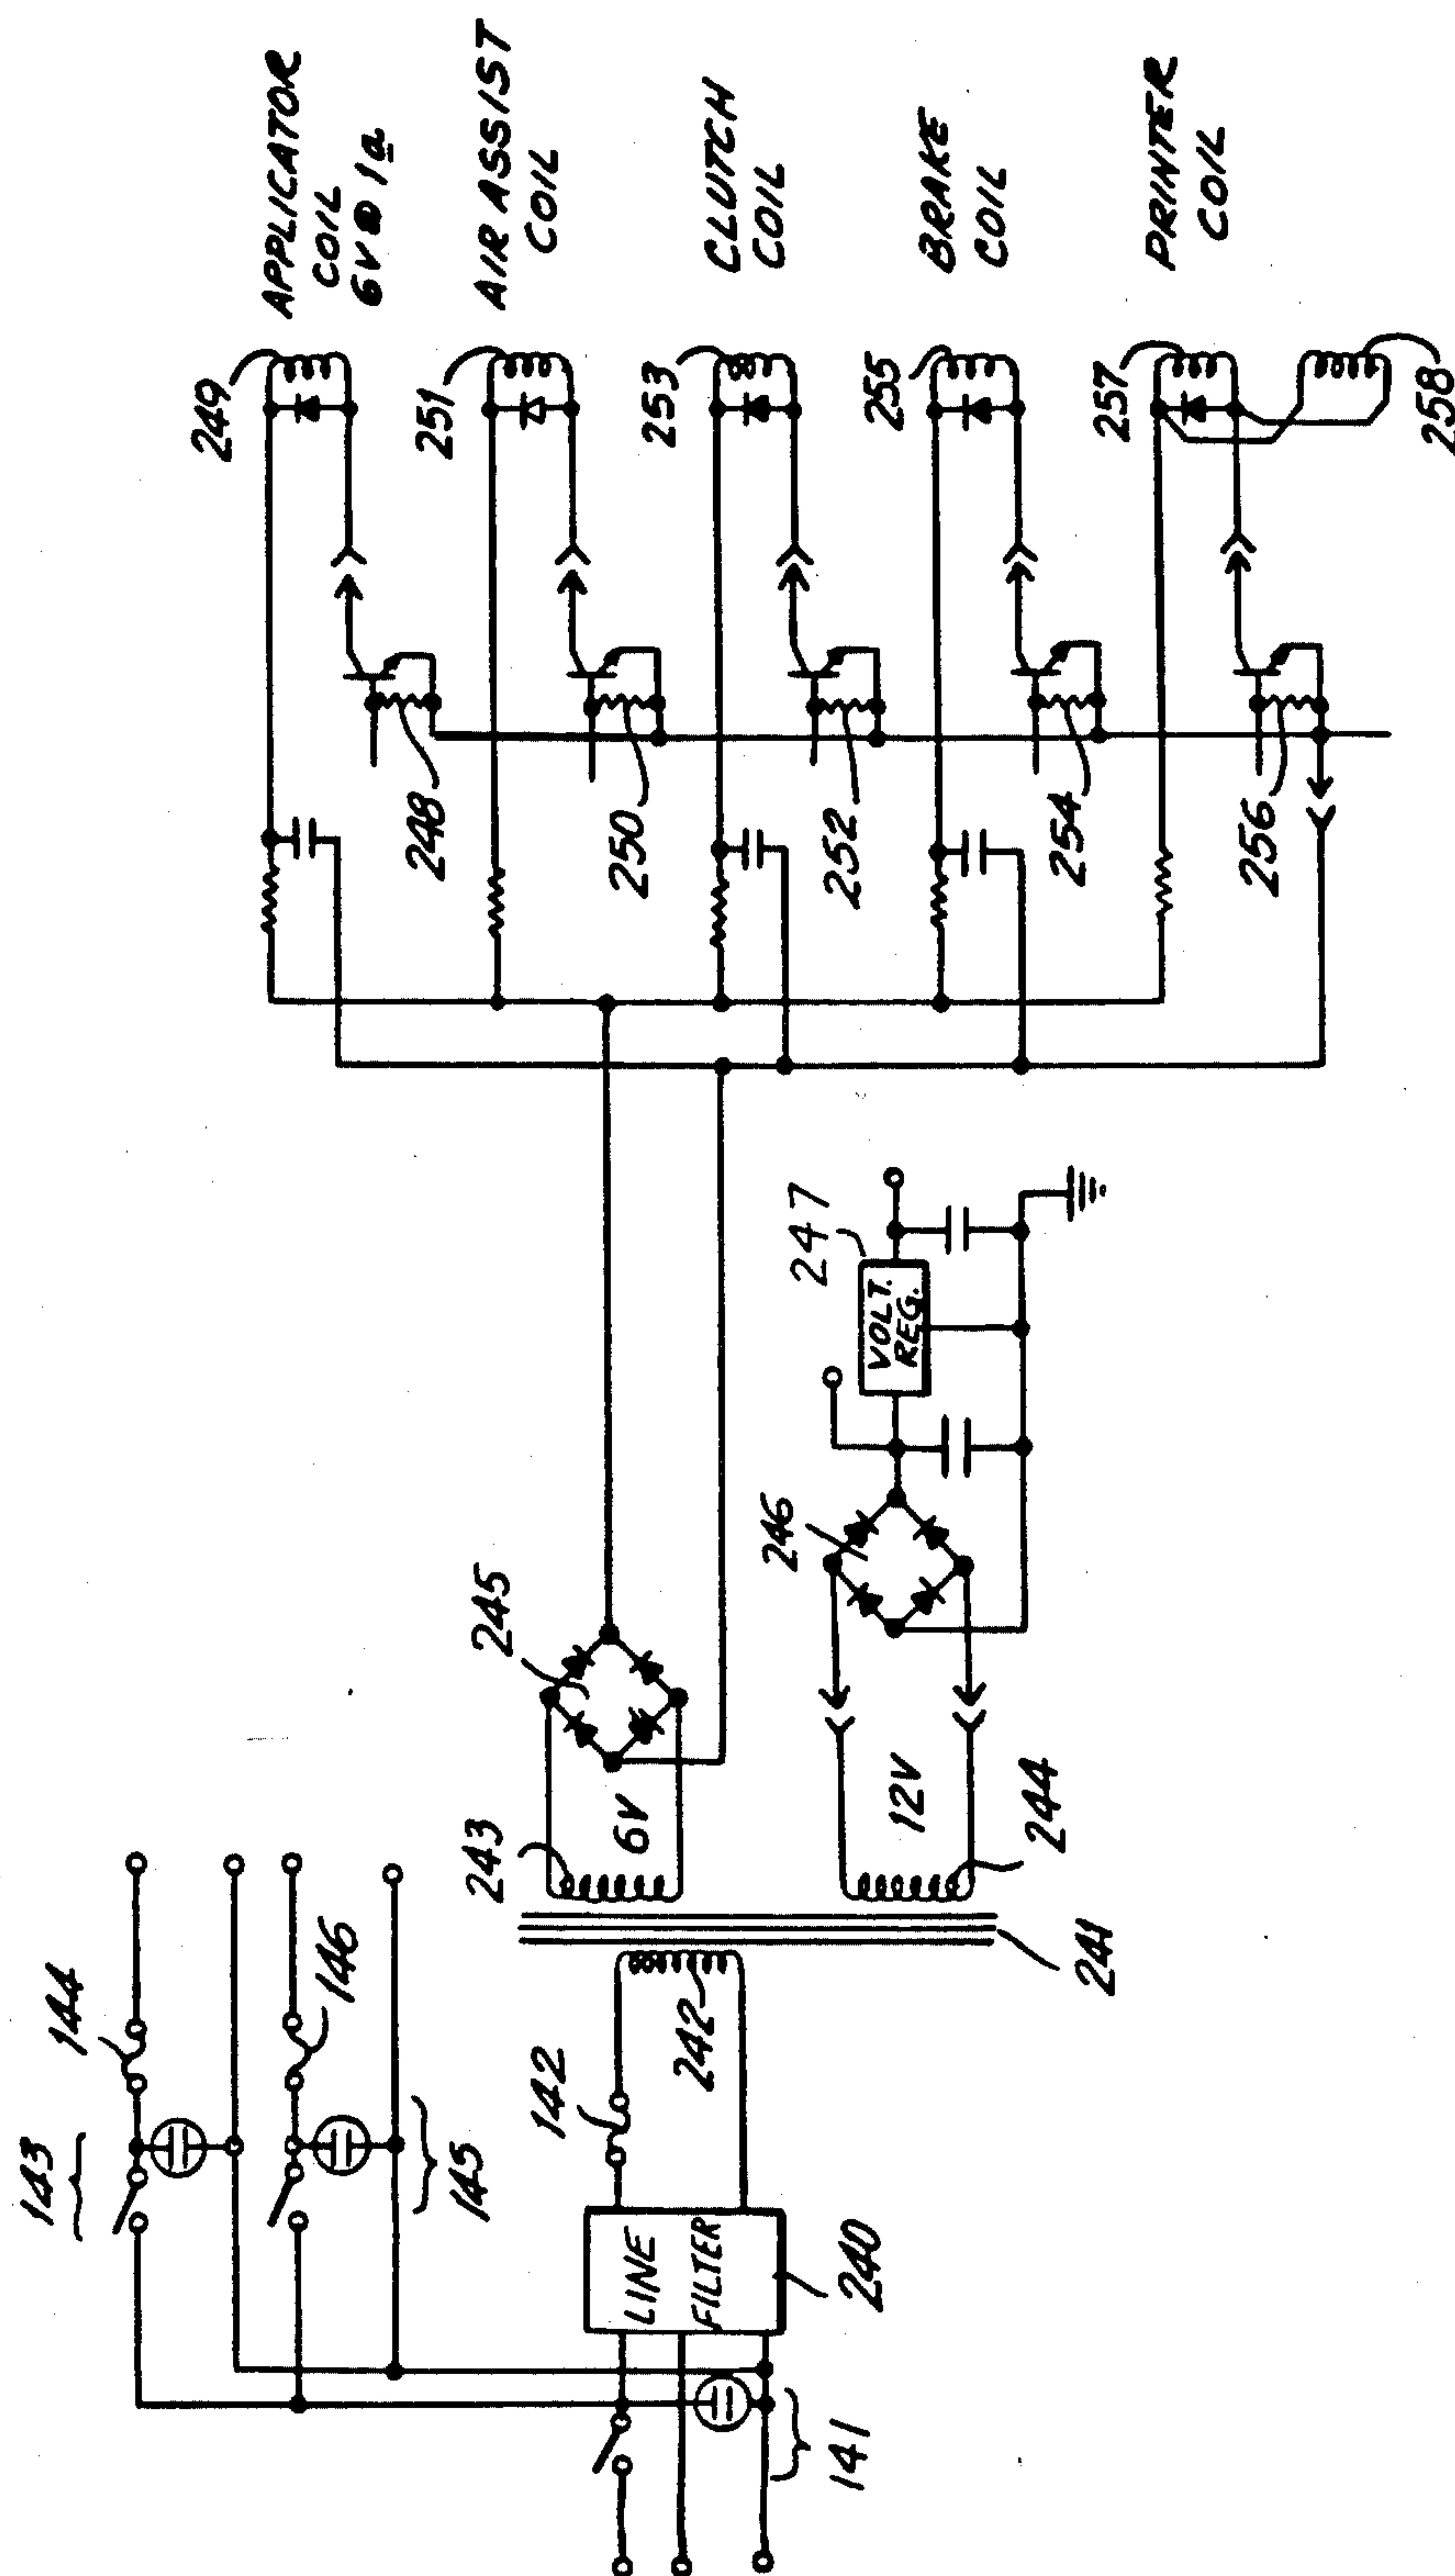 249
APPLICATOR
COIL
6V @ 1a
251
AIR ASSIST
COIL
253
CLUTCH
COIL
255
BRAKE
COIL
257
PRINTER
COIL
258
248
250
252
254
256
245
246
VOLT.
REG.
247
243
6V
12V
244
241
144
146
143
145
142
242
LINE
FILTER
240
141